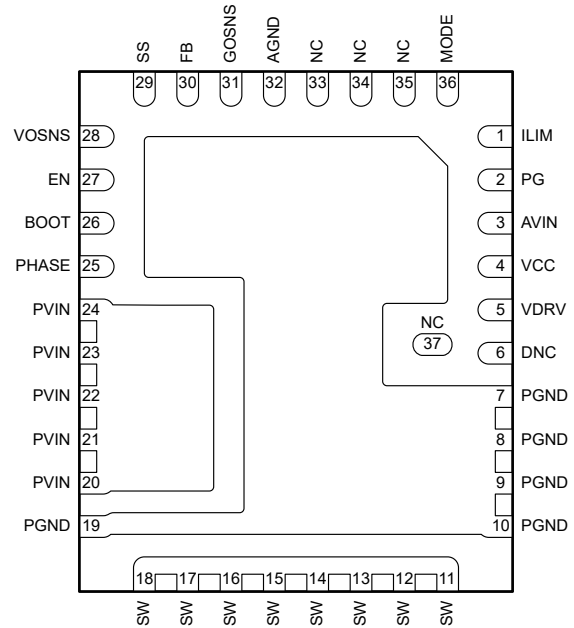 SS FB GOSNS AGND NC NC NC MODE
29 30 31 32 33 34 35 36
VOSNS 28 1 ILIM
EN 27 2 PG
BOOT 26 3 AVIN
PHASE 25 4 VCC
PVIN 24 5 VDRV
NC
37
PVIN 23 6 DNC
PVIN 22 7 PGND
PVIN 21 8 PGND
PVIN 20 9 PGND
PGND 19 10 PGND
18 17 16 15 14 13 12 11
SW SW SW SW SW SW SW SW